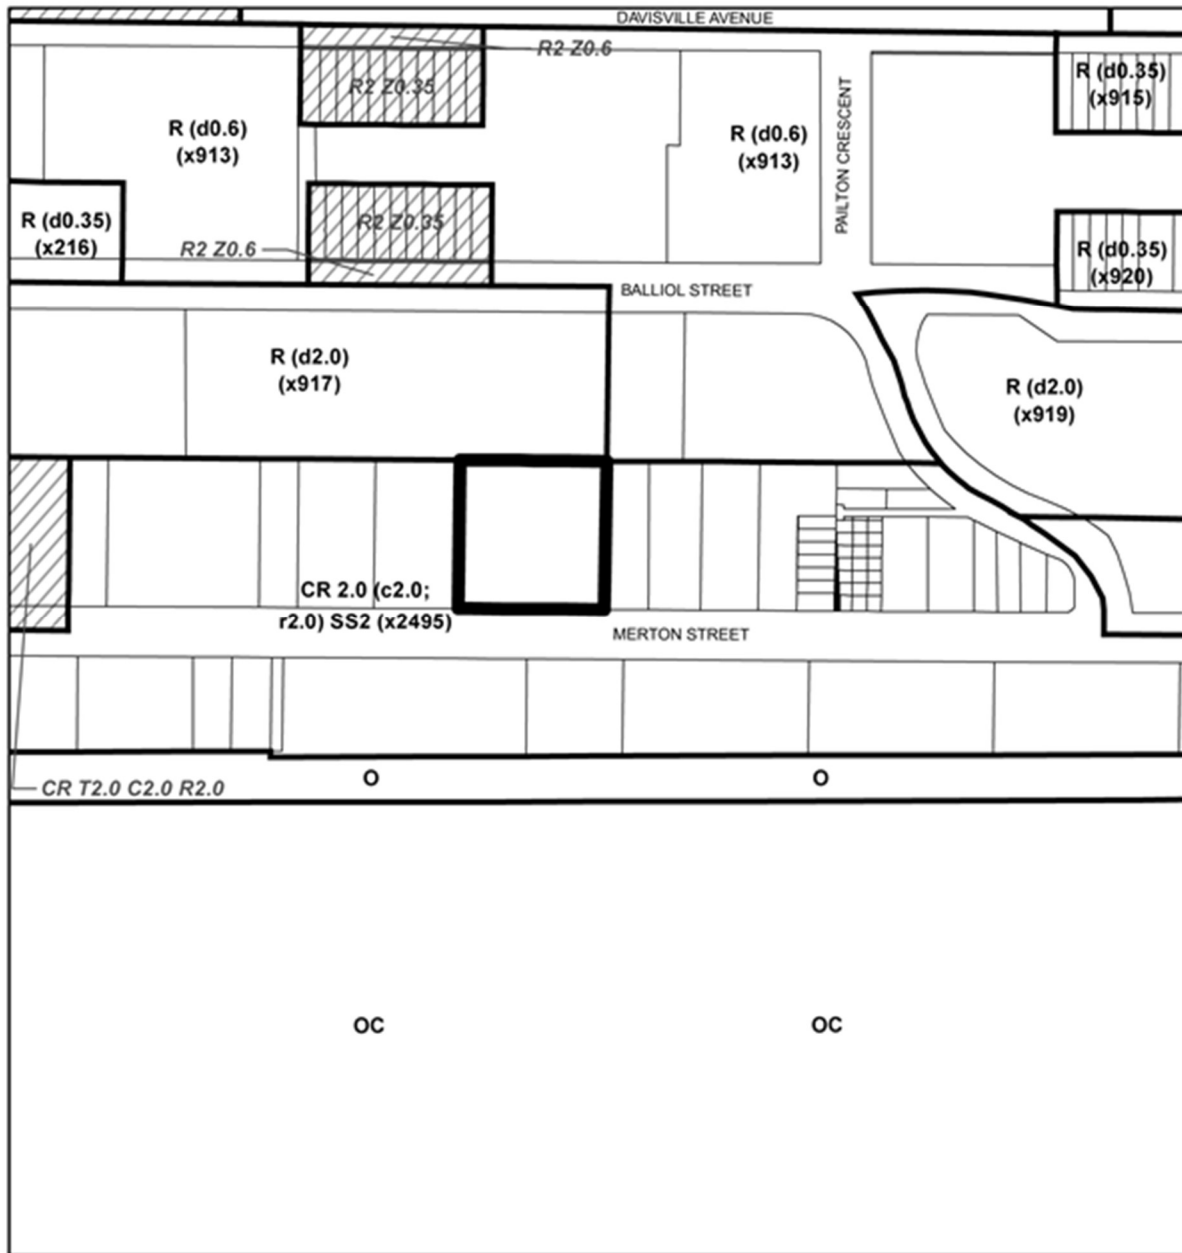 DAVISVILLE AVENUE
R2 Z0.6
R2 Z0.35
R (d0.35)
(x915)
R (d0.6)
(x913)
R (d0.6)
(x913)
PAILTON CRESCENT
R (d0.35)
(x216)
R2 Z0.35
R2 Z0.6
R (d0.35)
(x920)
BALLIOL STREET
R (d2.0)
(x917)
R (d2.0)
(x919)
CR 2.0 (c2.0;
r2.0) SS2 (x2495)
MERTON STREET
CR T2.0 C2.0 R2.0
O
O
OC
OC